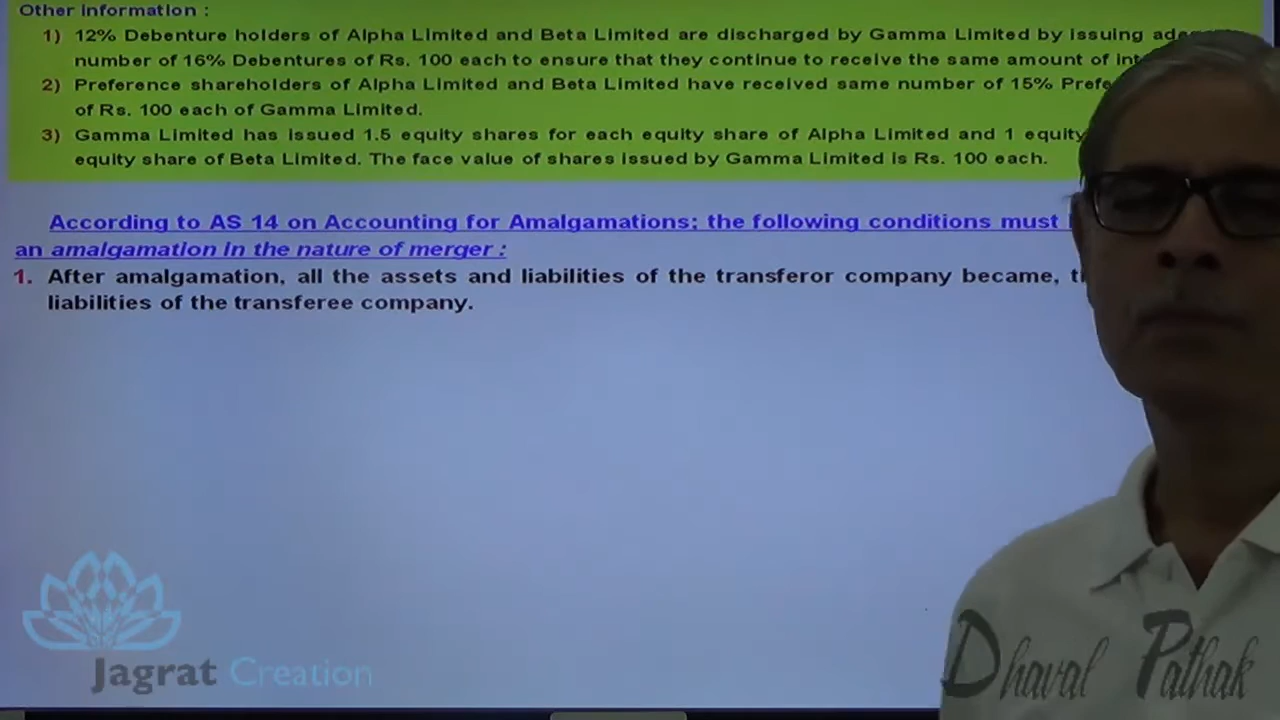 Other Information :
1) 12% Debenture holders of Alpha Limited and Beta Limited are discharged by Gamma Limited by issuing
number of 16% Debentures of Rs. 100 each to ensure that they continue to receive the same amount of
2) Preference shareholders of Alpha Limited and Beta Limited have received same number of 15%
of Rs. 100 each of Gamma Limited.
3) Gamma Limited has issued 1.5 equity shares for each equity share of Alpha Limited and 1 equity
equity share of Beta Limited. The face value of shares issued by Gamma Limited is Rs. 100 each.
According to AS 14 on Accounting for Amalgamations; the following conditions must
an amalgamation in the nature of merger :
1. After amalgamation, all the assets and liabilities of the transferor company became,
liabilities of the transferee company.
Jagrat Creation
Dhaval Pathak